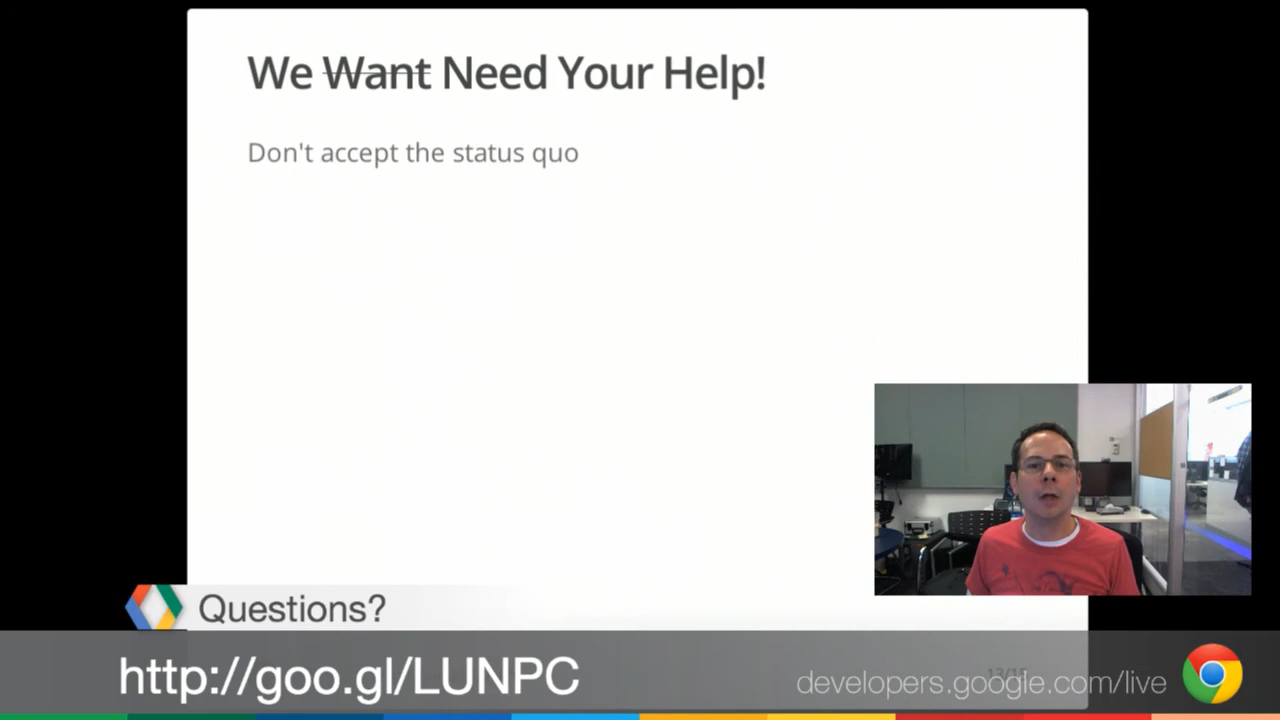 We Want Need Your Help!
Don't accept the status quo
Questions?
http://goo.gl/LUNPC
developers.google.com/live